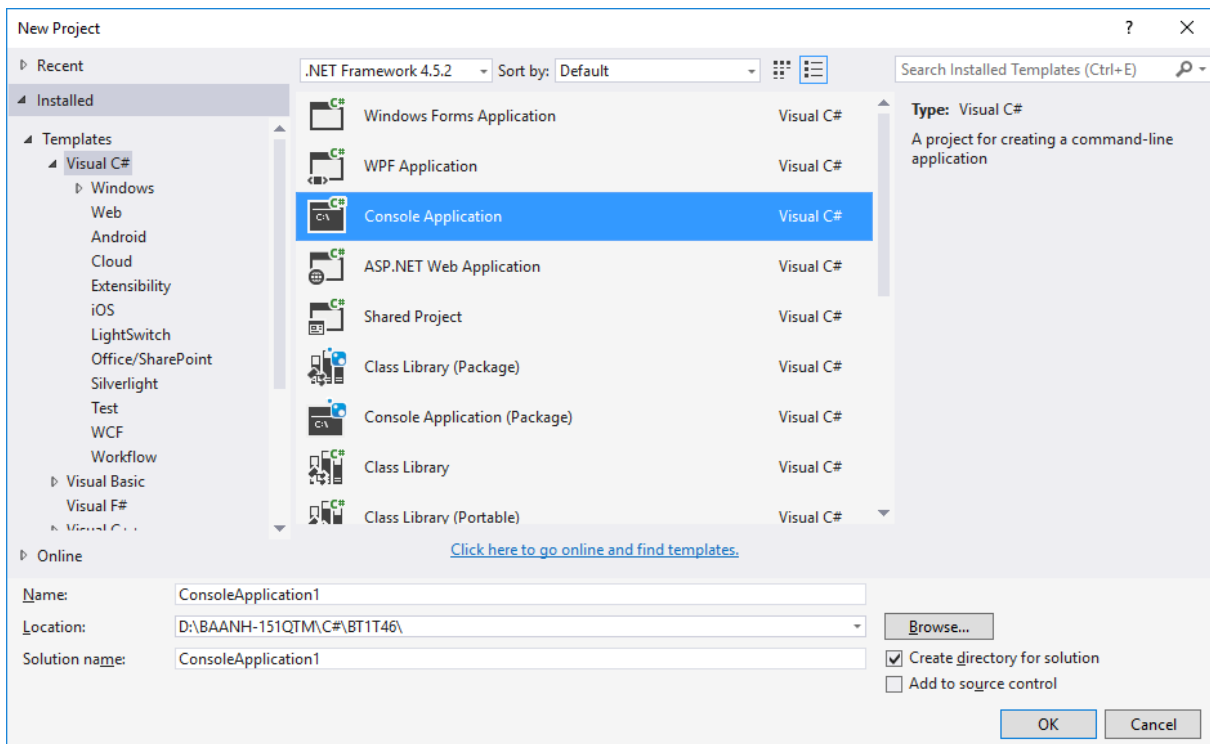 New Project
?
Recent
Installed
Templates
Visual C#
Windows
Web
Android
Cloud
Extensibility
iOS
LightSwitch
Office/SharePoint
Silverlight
Test
WCF
Workflow
Visual Basic
Visual F#
Visual C++
Online
.NET Framework 4.5.2 Sort by: Default
Windows Forms Application Visual C#
WPF Application Visual C#
Console Application Visual C#
ASP.NET Web Application Visual C#
Shared Project Visual C#
Class Library (Package) Visual C#
Console Application (Package) Visual C#
Class Library Visual C#
Class Library (Portable) Visual C#
Click here to go online and find templates.
Search Installed Templates (Ctrl+E)
Type: Visual C#
A project for creating a command-line
application
Name: ConsoleApplication1
Location: D:\BAANH-151QTM\C#\BT1T46\ Browse...
Solution name: ConsoleApplication1
Create directory for solution
Add to source control
OK Cancel